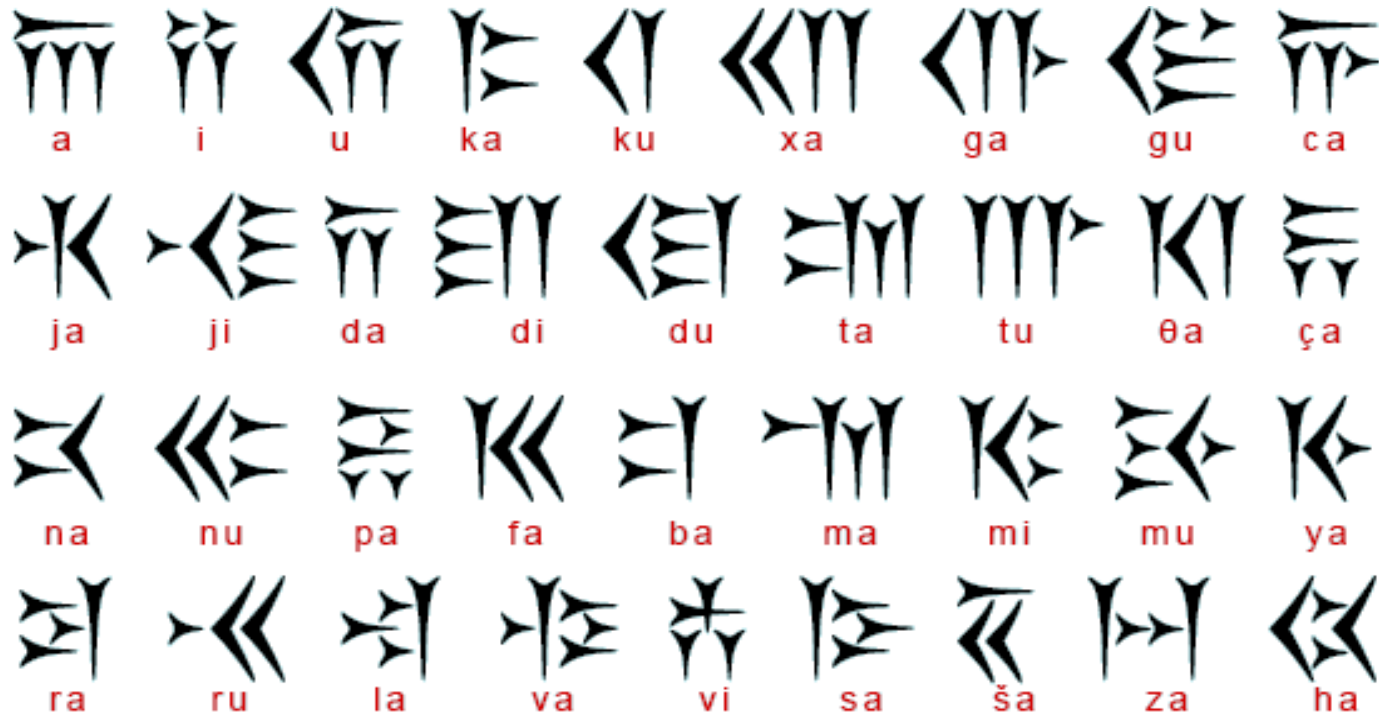 𐎠 𐎡 𐎢 𐎣 𐎤 𐎧 𐎥 𐎦 𐎨
a i u ka ku xa ga gu ca
𐎩 𐎪 𐎭 𐎮 𐎯 𐎫 𐎬 𐎰 𐏂
ja ji da di du ta tu θa ça
𐎴 𐎵 𐎱 𐎳 𐎲 𐎶 𐎷 𐎸 𐎹
na nu pa fa ba ma mi mu ya
𐎼 𐎽 𐎾 𐎺 𐎻 𐎿 𐏁 𐏀 𐏃
ra ru la va vi sa ša za ha